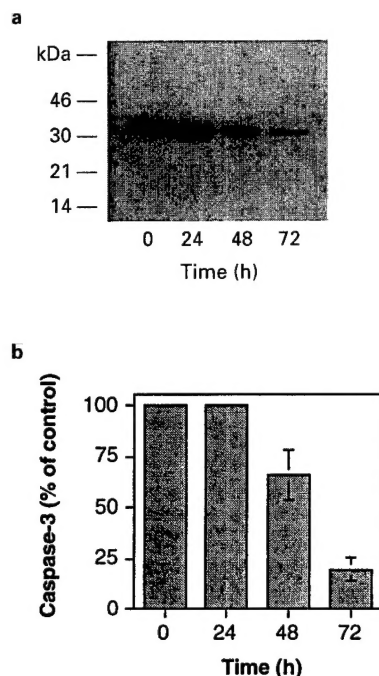 a
kDa —
46 —
30 —
21 —
14 —
0 24 48 72
Time (h)
b
Caspase-3 (% of control)
100
75
50
25
0
0 24 48 72
Time (h)